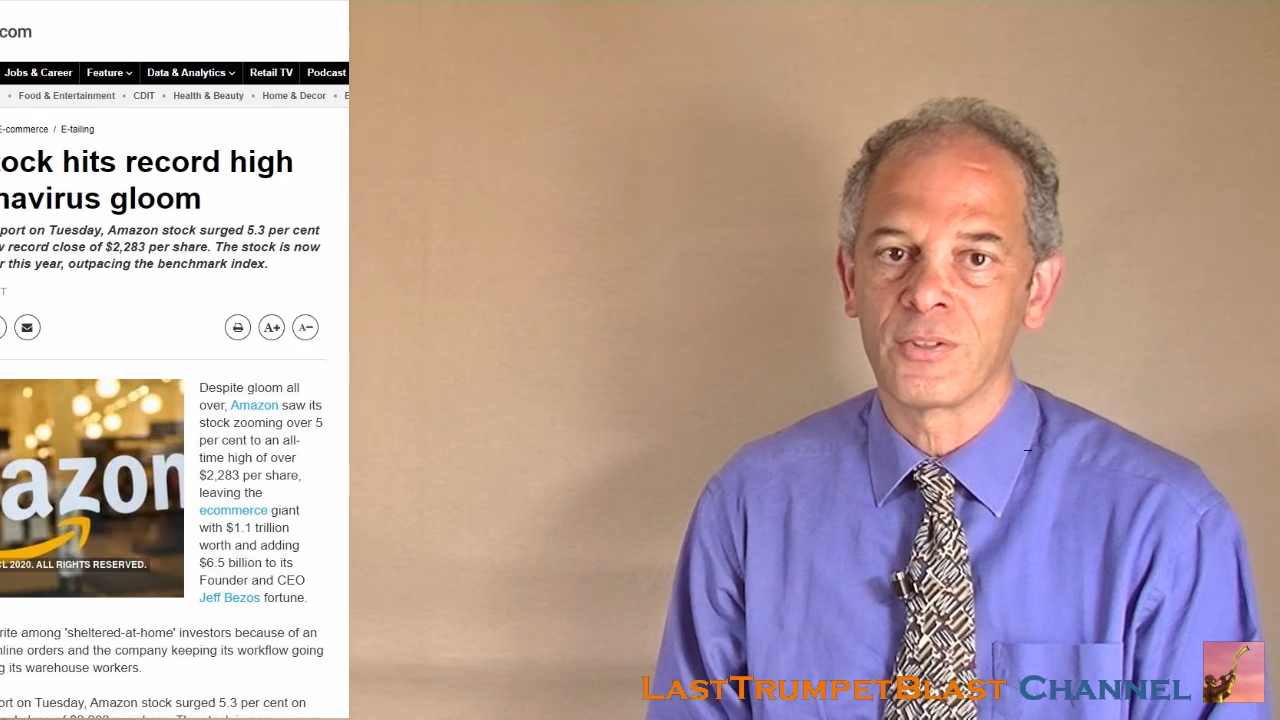 com
Jobs & Career Feature Data & Analytics Retail TV Podcast
Food & Entertainment • CDIT • Health & Beauty • Home & Decor •
E-commerce / E-tailing
ock hits record high
navirus gloom
port on Tuesday, Amazon stock surged 5.3 per cent
record close of $2,283 per share. The stock is now
r this year, outpacing the benchmark index.
T
A+ A-
Despite gloom all
over, Amazon saw its
stock zooming over 5
per cent to an all-
time high of over
$2,283 per share,
leaving the
ecommerce giant
with $1.1 trillion
worth and adding
$6.5 billion to its
Founder and CEO
Jeff Bezos fortune.
azon
2020. ALL RIGHTS RESERVED.
rite among 'sheltered-at-home' investors because of an
nline orders and the company keeping its workflow going
g its warehouse workers.
ort on Tuesday, Amazon stock surged 5.3 per cent on
LastTrumpetBlast Channel